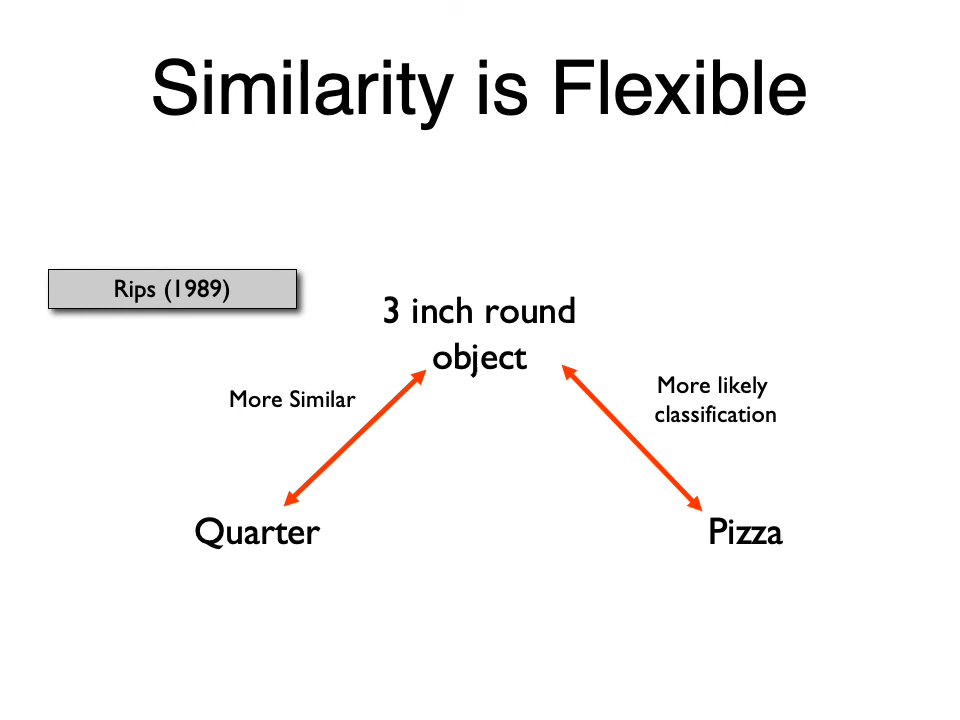 Similarity is Flexible
Rips (1989)
3 inch round
object
More Similar
More likely
classification
Quarter
Pizza